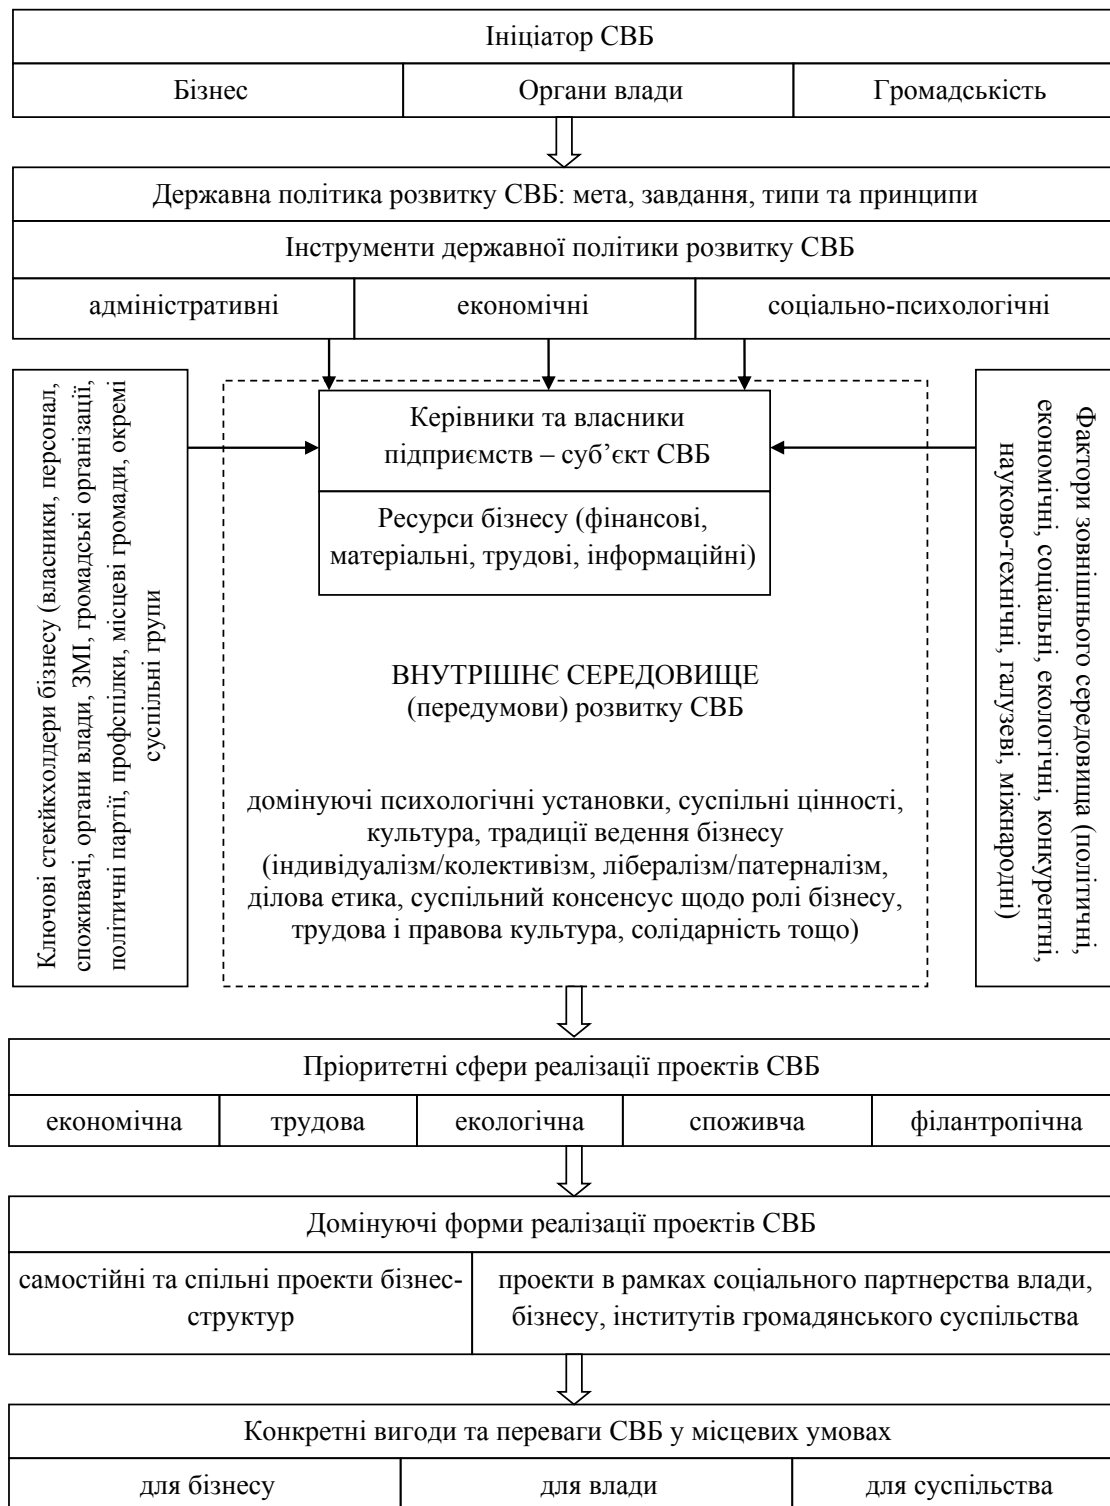 Ініціатор СВБ
Бізнес
Органи влади
Громадськість
Державна політика розвитку СВБ: мета, завдання, типи та принципи
Інструменти державної політики розвитку СВБ
адміністративні
економічні
соціально-психологічні
Ключові стекйкхолдери бізнесу (власники, персонал,
споживачі, органи влади, ЗМІ, громадські організації,
політичні партії, профспілки, місцеві громади, окремі
суспільні групи
Керівники та власники
підприємств – суб’єкт СВБ
Ресурси бізнесу (фінансові,
матеріальні, трудові, інформаційні)
ВНУТРІШНЄ СЕРЕДОВИЩЕ
(передумови) розвитку СВБ
домінуючі психологічні установки, суспільні цінності,
культура, традиції ведення бізнесу
(індивідуалізм/колективізм, лібералізм/патерналізм,
ділова етика, суспільний консенсус щодо ролі бізнесу,
трудова і правова культура, солідарність тощо)
Фактори зовнішнього середовища (політичні,
економічні, соціальні, екологічні, конкурентні,
науково-технічні, галузеві, міжнародні)
Пріоритетні сфери реалізації проектів СВБ
економічна
трудова
екологічна
споживча
філантропічна
Домінуючі форми реалізації проектів СВБ
самостійні та спільні проекти бізнес-
структур
проекти в рамках соціального партнерства влади,
бізнесу, інститутів громадянського суспільства
Конкретні вигоди та переваги СВБ у місцевих умовах
для бізнесу
для влади
для суспільства